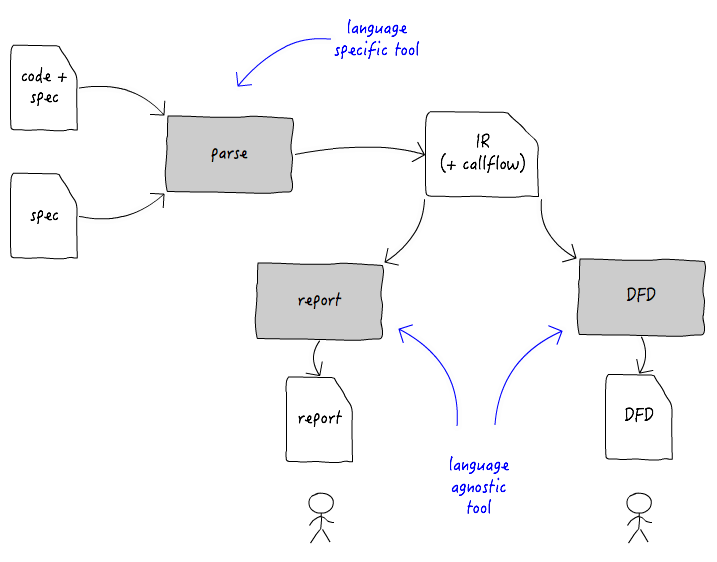 language
specific tool
code +
spec
parse
IR
(+ callflow)
spec
report
DFD
report
DFD
language
agnostic
tool